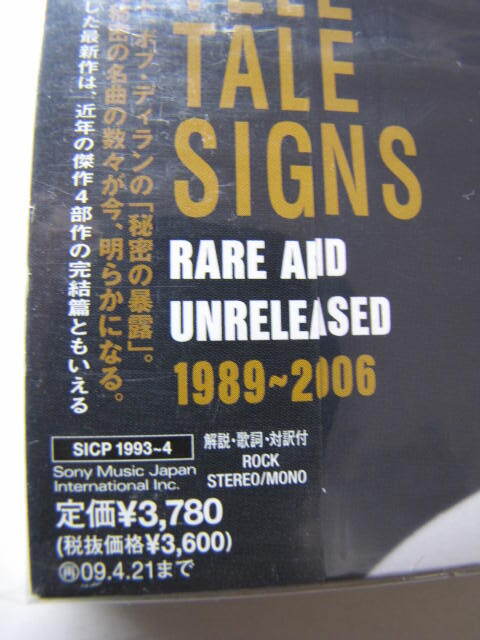 TELL
TALE
SIGNS
RARE AND
UNRELEASED
1989~2006
ボブ・ディランの「秘密の暴露」。
の名曲の数々が今、明らかになる。
した最新作は、近年の傑作4部作の完結篇ともいえる
SICP 1993~4
Sony Music Japan
International Inc.
解説・歌詞・対訳付
ROCK
STEREO/MONO
定価¥3,780
(税抜価格¥3,600)
㊞09.4.21まで